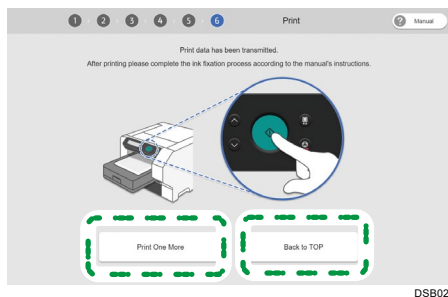 1 2 3 4 5 6 Print ? Manual
Print data has been transmitted.
After printing please complete the ink fixation process according to the manual's instructions.
Print One More Back to TOP
DSB02